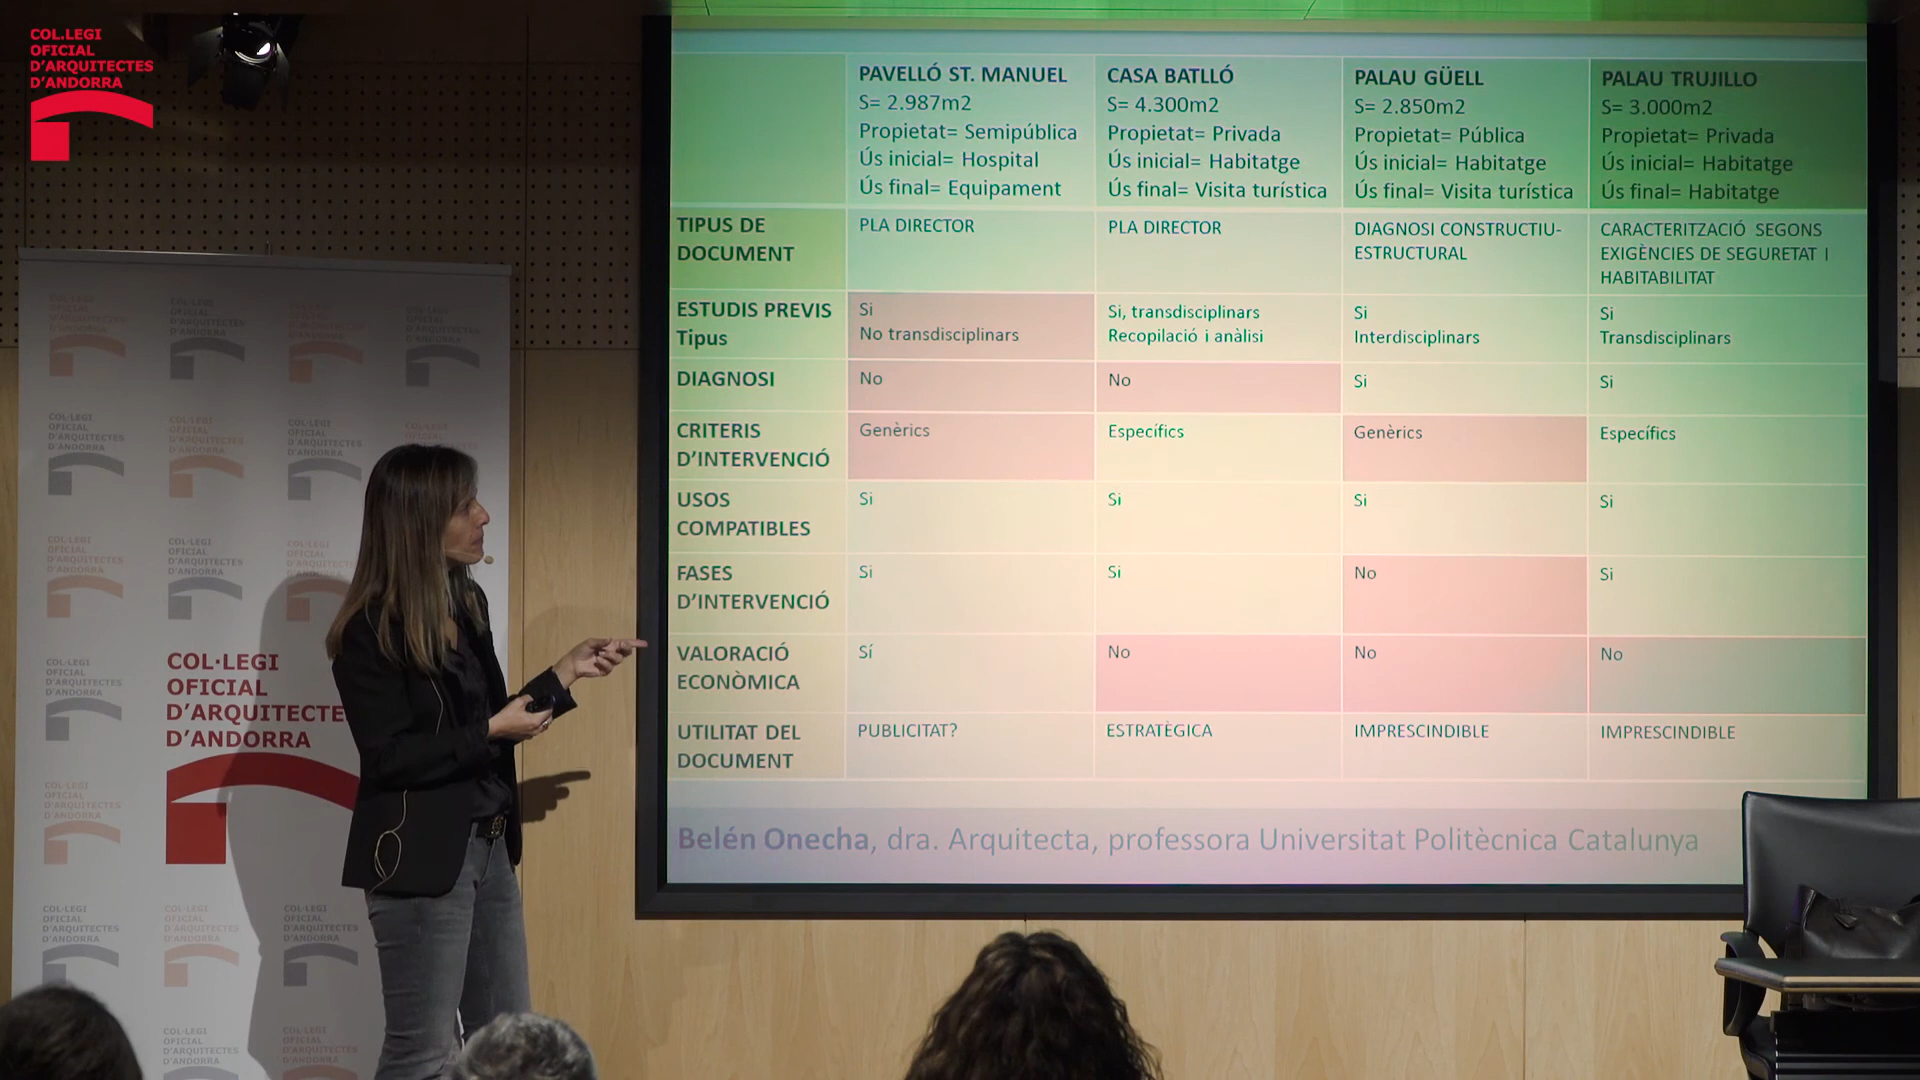 COL.LEGI
OFICIAL
D'ARQUITECTES
D'ANDORRA
COL·LEGI
OFICIAL
D'ARQUITECTE
D'ANDORRA
PAVELLÓ ST. MANUEL
S= 2.987m2
Propietat= Semipública
Ús inicial= Hospital
Ús final= Equipament
CASA BATLLÓ
S= 4.300m2
Propietat= Privada
Ús inicial= Habitatge
Ús final= Visita turística
PALAU GÜELL
S= 2.850m2
Propietat= Pública
Ús inicial= Habitatge
Ús final= Visita turística
PALAU TRUJILLO
S= 3.000m2
Propietat= Privada
Ús inicial= Habitatge
Ús final= Habitatge
TIPUS DE
DOCUMENT
PLA DIRECTOR
PLA DIRECTOR
DIAGNOSI CONSTRUCTIU-
ESTRUCTURAL
CARACTERITZACIÓ SEGONS
EXIGÈNCIES DE SEGURETAT I
HABITABILITAT
ESTUDIS PREVIS
Tipus
Si
No transdisciplinars
Si, transdisciplinars
Recopilació i anàlisi
Si
Interdisciplinars
Si
Transdisciplinars
DIAGNOSI
No
No
Si
Si
CRITERIS
D'INTERVENCIÓ
Genèrics
Específics
Genèrics
Específics
USOS
COMPATIBLES
Si
Si
Si
Si
FASES
D'INTERVENCIÓ
Si
Si
No
Si
VALORACIÓ
ECONÒMICA
Sí
No
No
No
UTILITAT DEL
DOCUMENT
PUBLICITAT?
ESTRATÈGICA
IMPRESCINDIBLE
IMPRESCINDIBLE
Belén Onecha, dra. Arquitecta, professora Universitat Politècnica Catalunya